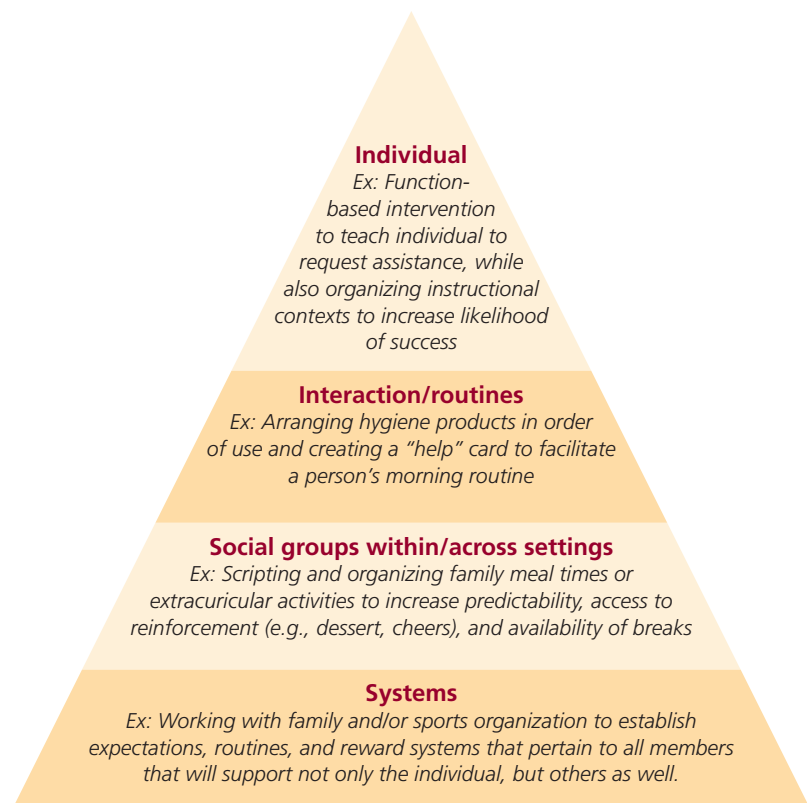 Individual
Ex: Function-
based intervention
to teach individual to
request assistance, while
also organizing instructional
contexts to increase likelihood
of success
Interaction/routines
Ex: Arranging hygiene products in order
of use and creating a “help” card to facilitate
a person’s morning routine
Social groups within/across settings
Ex: Scripting and organizing family meal times or
extracuricular activities to increase predictability, access to
reinforcement (e.g., dessert, cheers), and availability of breaks
Systems
Ex: Working with family and/or sports organization to establish
expectations, routines, and reward systems that pertain to all members
that will support not only the individual, but others as well.